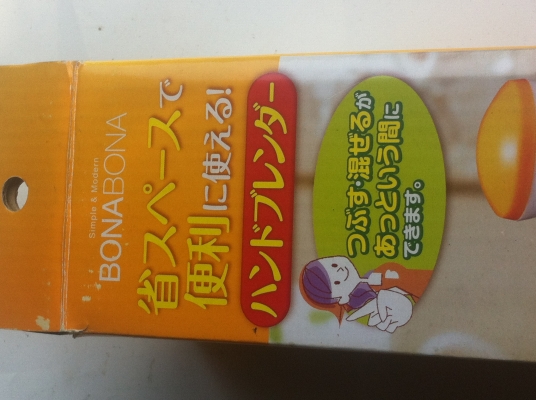 Simple & Modern
BONABONA
省スペースで
便利に使える!
ハンドブレンダー
つぶす・混ぜるが
あっという間に
できます。